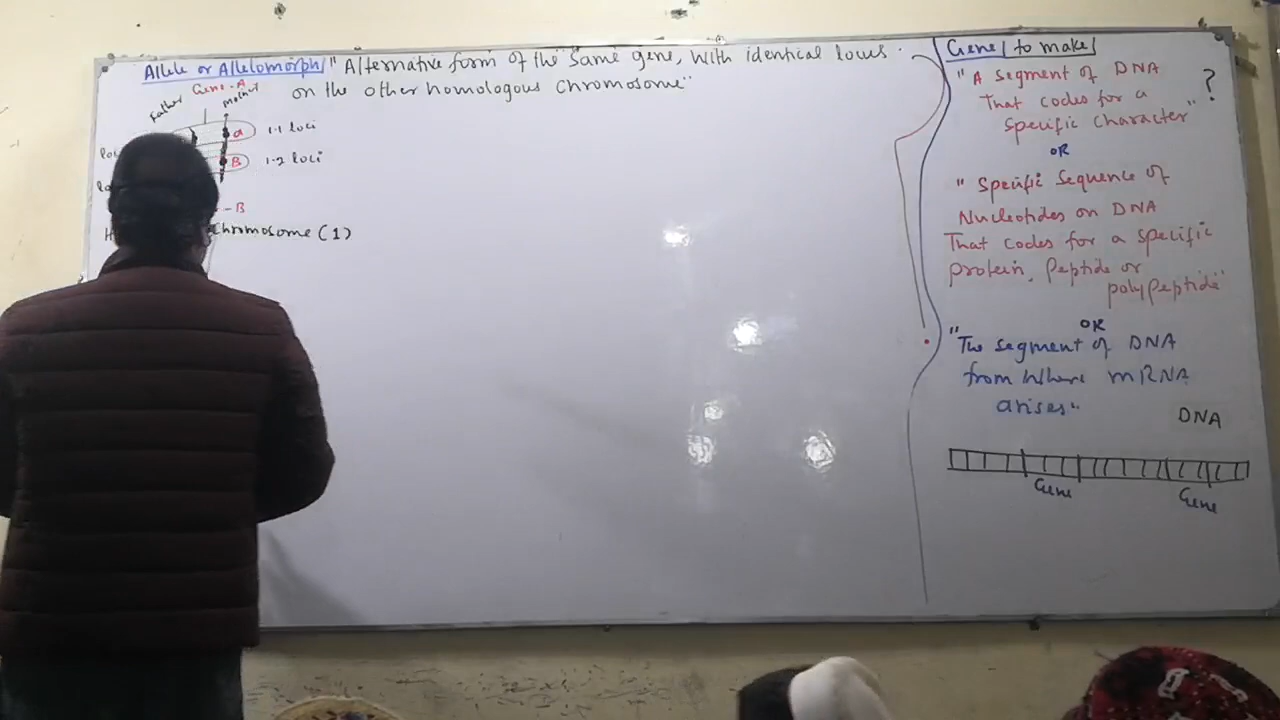 Allele or Allelomorph/ "Alternative form of the "Same gene, with identical locus
on the other homologous chromosome"
Gene - A
Father
a
1.1 loci
B
1.2 loci
- B
Chromosome (1)
Gene/ to make/
"A segment of DNA
That codes for a
specific character"
?
OR
"Specific Sequence of
Nucleotides on DNA
That codes for a specific
protein, Peptide or
polypeptide"
OR
"The segment of DNA
from where mRNA
arises"
DNA
Gene
Gene